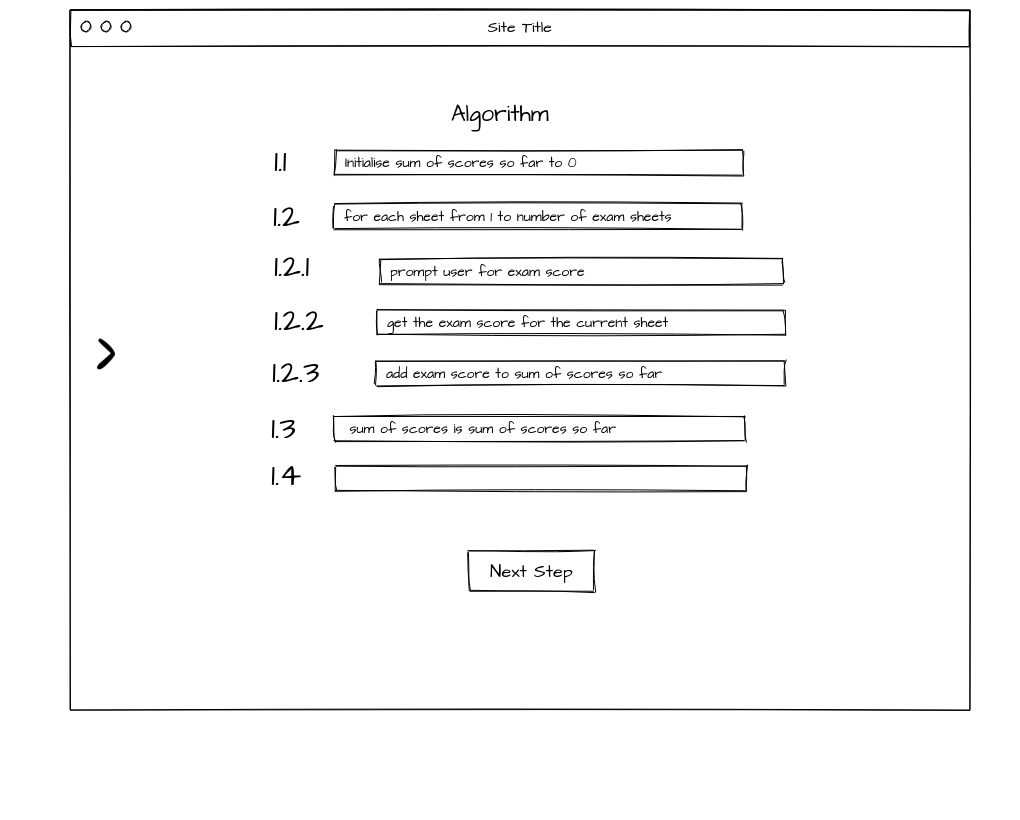 Site Title
Algorithm
1.1 Initialise sum of scores so far to 0
1.2 for each sheet from 1 to number of exam sheets
1.2.1 prompt user for exam score
1.2.2 get the exam score for the current sheet
1.2.3 add exam score to sum of scores so far
1.3 sum of scores is sum of scores so far
1.4
Next Step